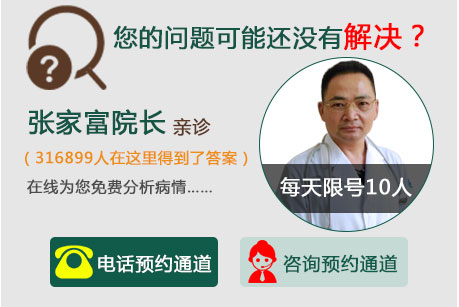 您的问题可能还没有解决？
张家富院长 亲诊
（316899人在这里得到了答案）
在线为您免费分析病情......
每天限号10人
电话预约通道
咨询预约通道